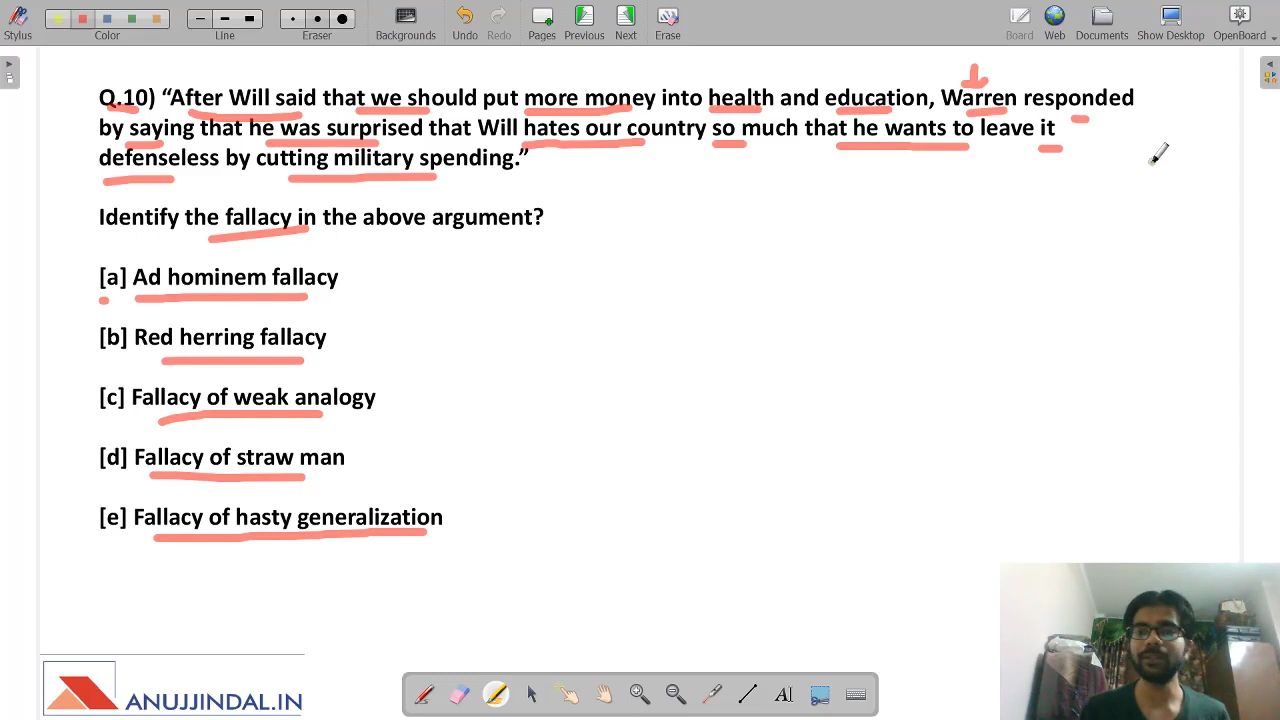 Stylus
Color
Line
Eraser
Backgrounds
Undo
Redo
Pages
Previous
Next
Erase
Board
Web
Documents
Show Desktop
OpenBoard
Q.10) “After Will said that we should put more money into health and education, Warren responded
by saying that he was surprised that Will hates our country so much that he wants to leave it
defenseless by cutting military spending.”
Identify the fallacy in the above argument?
[a] Ad hominem fallacy
[b] Red herring fallacy
[c] Fallacy of weak analogy
[d] Fallacy of straw man
[e] Fallacy of hasty generalization
ANUJJINDAL.IN
AI